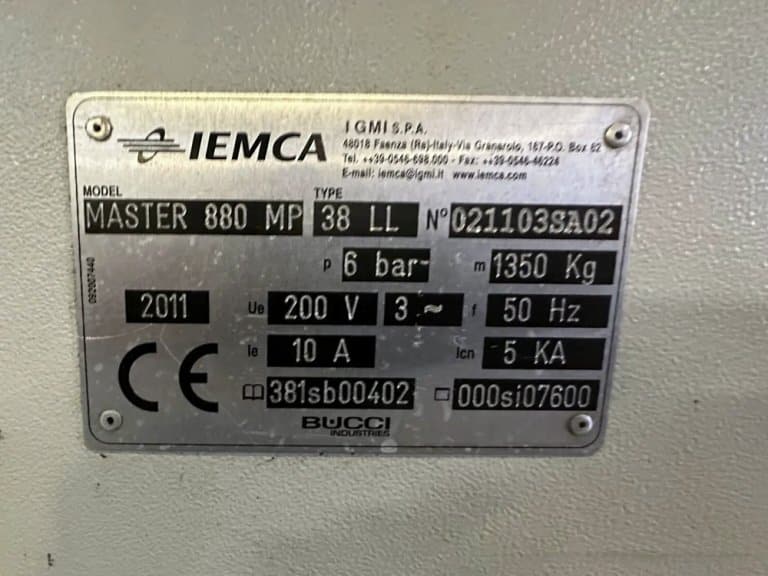 IEMCA
I G M I S.P.A.
48018 Faenza (Ra)-Italy-Via Granarolo, 167-P.O. Box 62
Tel. ++39-0546-698.000 - Fax: ++39-0546-46224
E-mail: iemca@igmi.it www.iemca.com
MODEL TYPE
MASTER 880 MP 38 LL N° 021103SA02
p 6 bar m 1350 Kg
2011 Ue 200 V 3 ~ f 50 Hz
Ie 10 A Icn 5 KA
CE
381sb00402 000si07600
BUCCI
INDUSTRIES
092007440